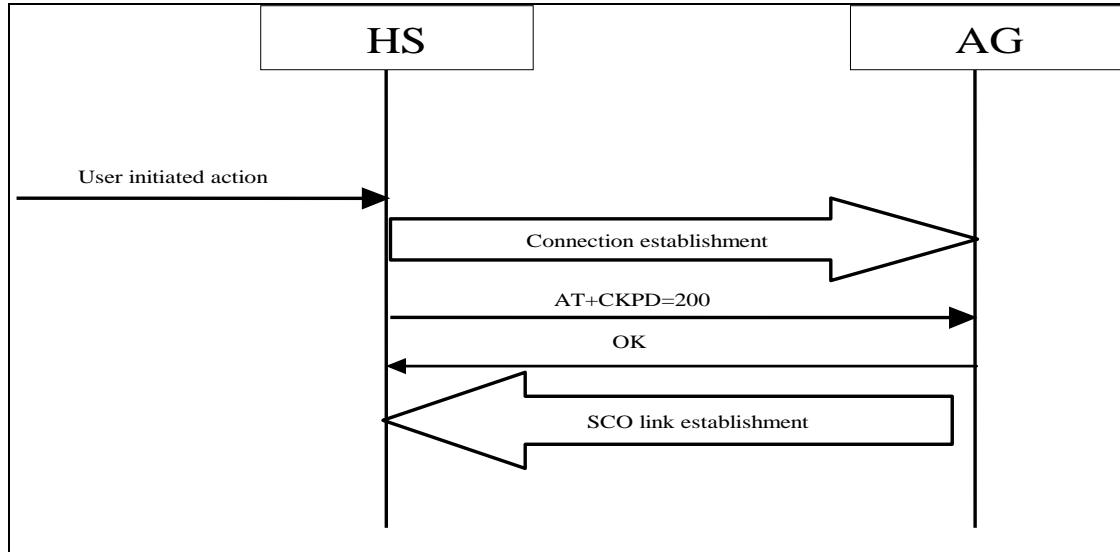 HS
AG
User initiated action
Connection establishment
AT+CKPD=200
OK
SCO link establishment